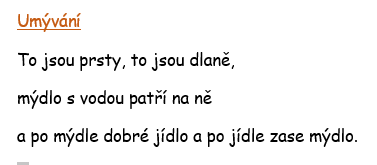 Umývání
To jsou prsty, to jsou dlaně,
mýdlo s vodou patří na ně
a po mýdle dobré jídlo a po jídle zase mýdlo.